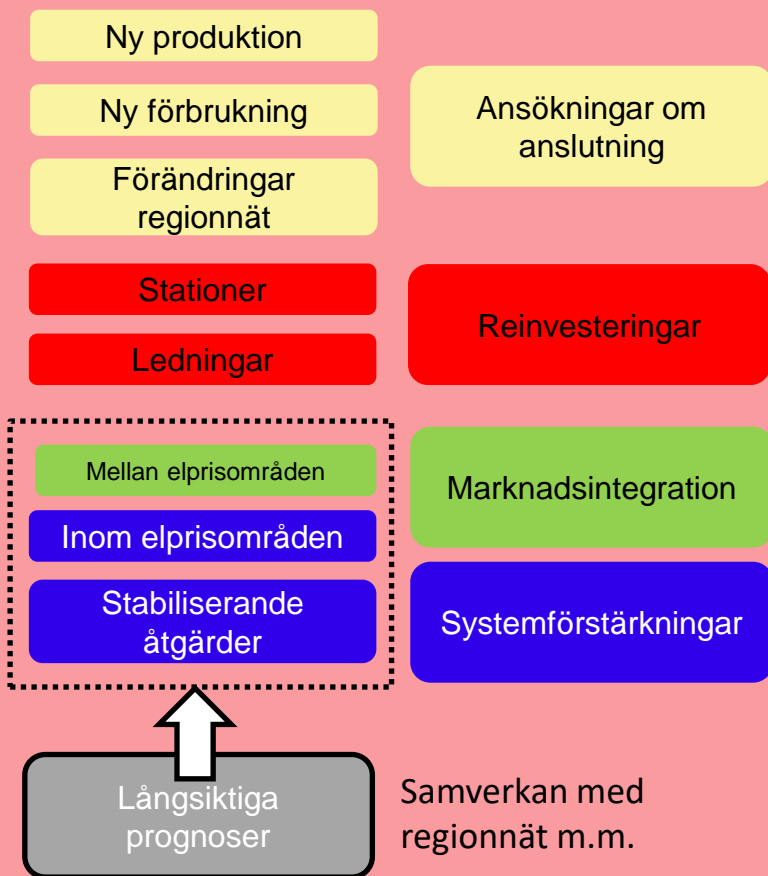 Ny produktion
Ny förbrukning
Förändringar
regionnät
Ansökningar om
anslutning
Stationer
Ledningar
Reinvesteringar
Mellan elprisområden
Inom elprisområden
Stabiliserande
åtgärder
Marknadsintegration
Systemförstärkningar
Långsiktiga
prognoser
Samverkan med
regionnät m.m.